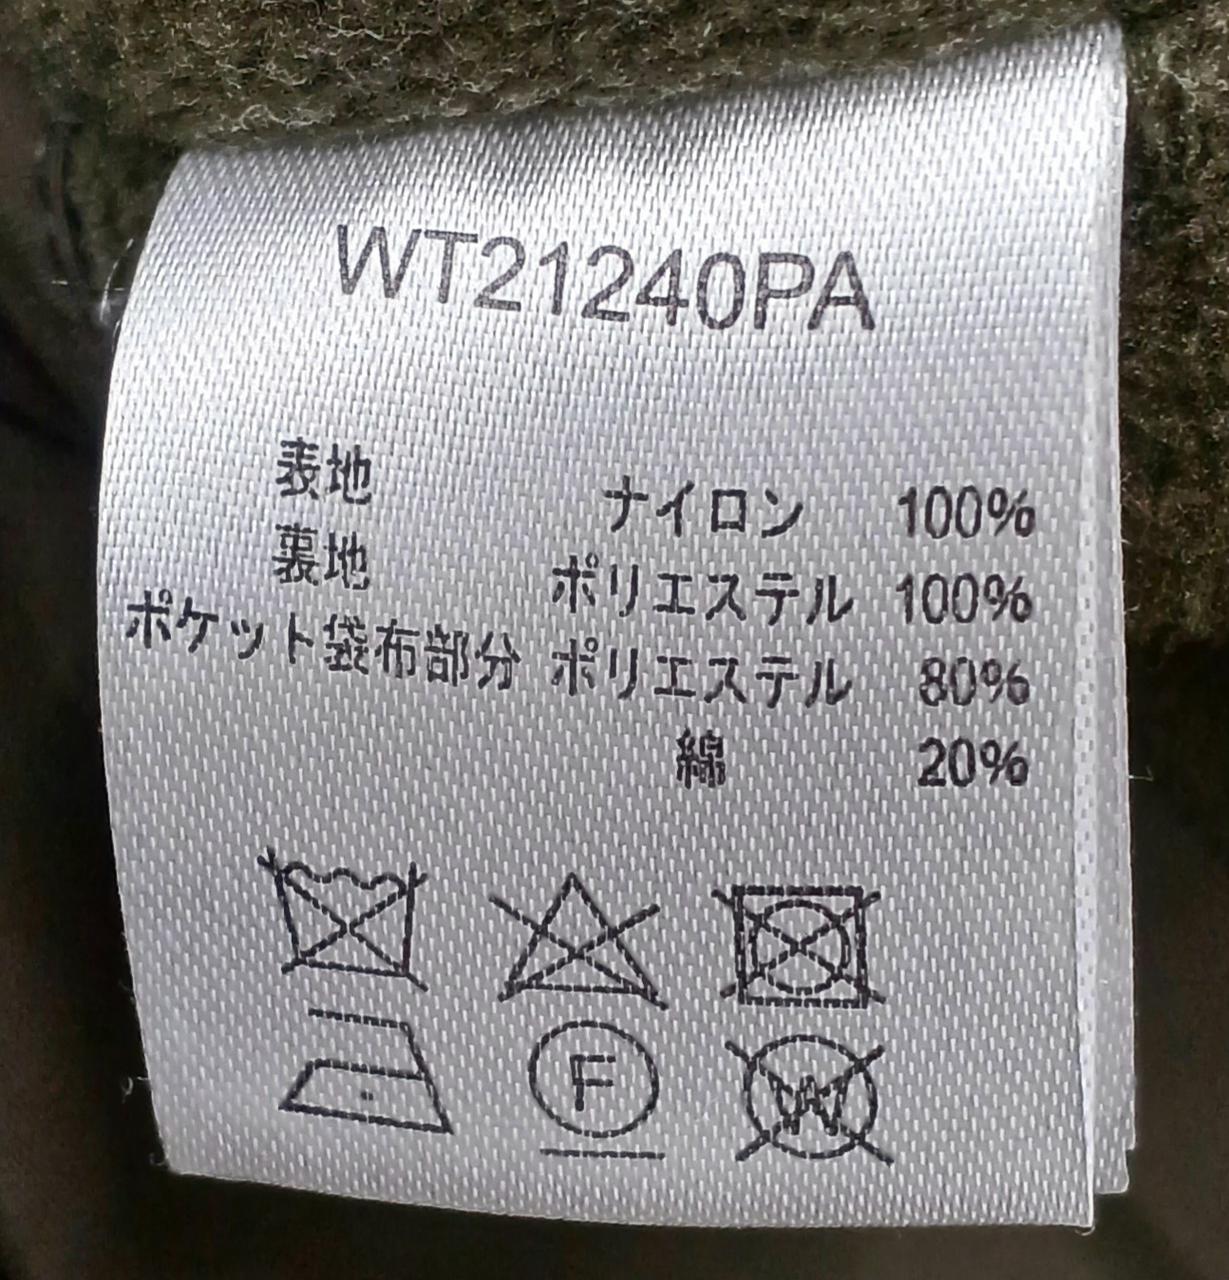 WT21240PA
表地 ナイロン 100%
裏地 ポリエステル 100%
ポケット袋布部分 ポリエステル 80%
綿 20%
F
W